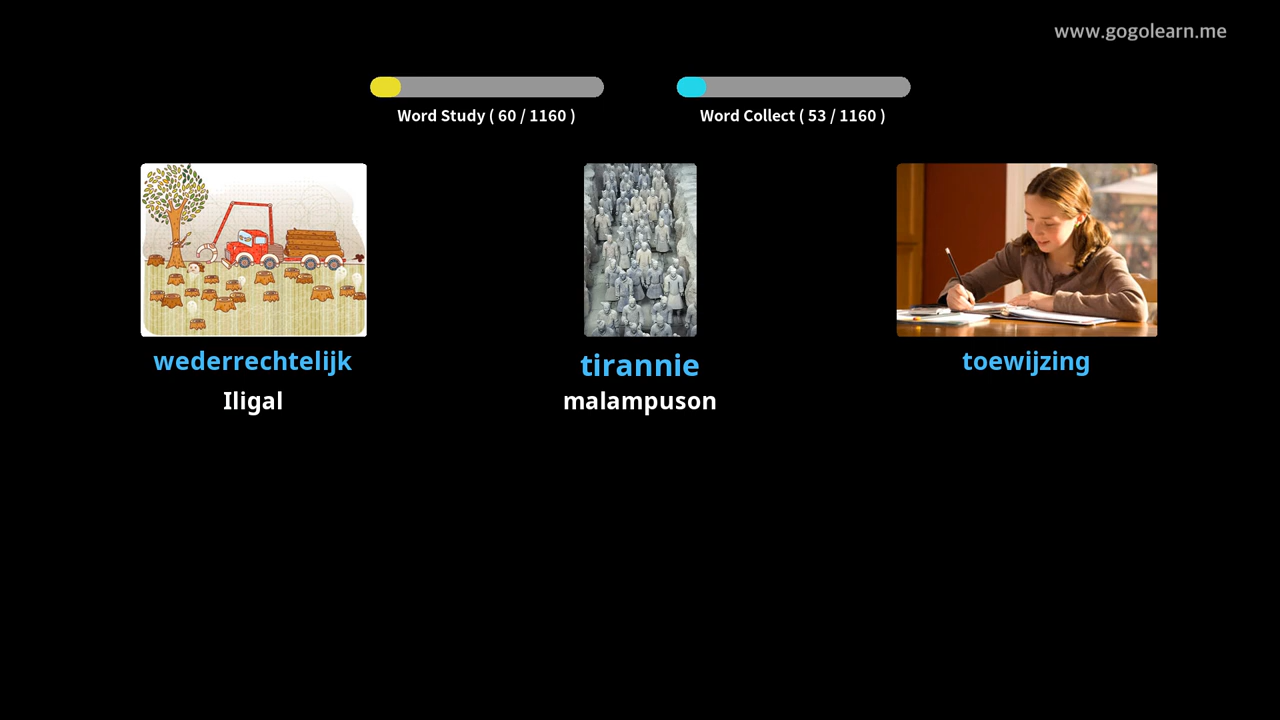 www.gogolearn.me
Word Study ( 60 / 1160 )
Word Collect ( 53 / 1160 )
wederrechtelijk
tirannie
toewijzing
Iligal
malampuson